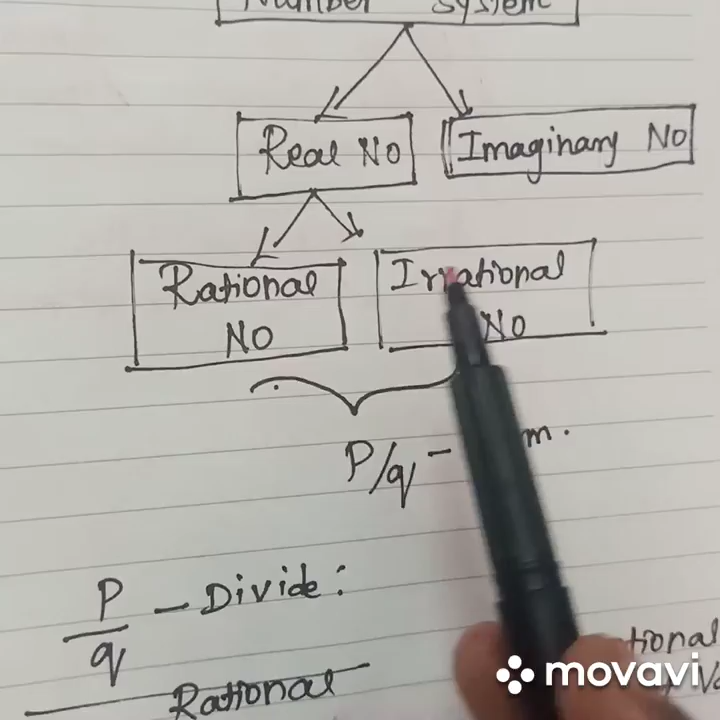 Number System
Real No
Imaginary No
Rational
No
Irrational
No
P/q -
P/q - Divide:
Rational
movavi